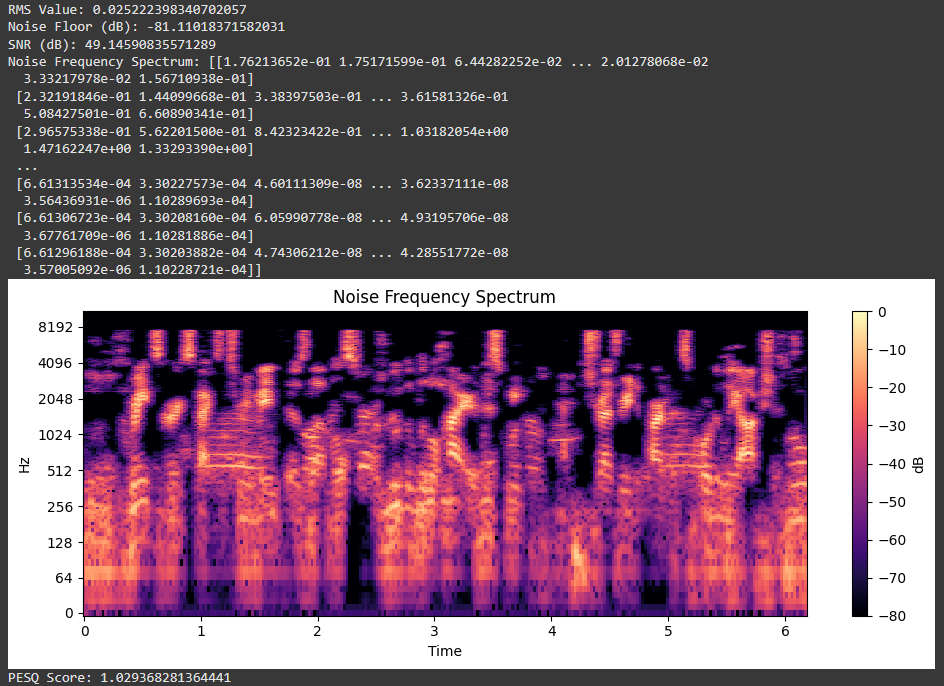 RMS Value: 0.025222398340702057
Noise Floor (dB): -81.11018371582031
SNR (dB): 49.14590835571289
Noise Frequency Spectrum: [[1.76213652e-01 1.75171599e-01 6.44282252e-02 ... 2.01278068e-02
3.33217978e-02 1.56710938e-01]
[2.32191846e-01 1.44099668e-01 3.38397503e-01 ... 3.61581326e-01
5.08427501e-01 6.60890341e-01]
[2.96575338e-01 5.62201500e-01 8.42323422e-01 ... 1.03182054e+00
1.47162247e+00 1.33293390e+00]
...
[6.61313534e-04 3.30227573e-04 4.60111309e-08 ... 3.62337111e-08
3.56436931e-06 1.10289693e-04]
[6.61306723e-04 3.30208160e-04 6.05990778e-08 ... 4.93195706e-08
3.67761709e-06 1.10281886e-04]
[6.61296188e-04 3.30203882e-04 4.74306212e-08 ... 4.28551772e-08
3.57005092e-06 1.10228721e-04]]
Noise Frequency Spectrum
8192
4096
2048
1024
512
256
128
64
0
Hz
0 1 2 3 4 5 6
Time
0
-10
-20
-30
-40
-50
-60
-70
-80
dB
PESQ Score: 1.029368281364441